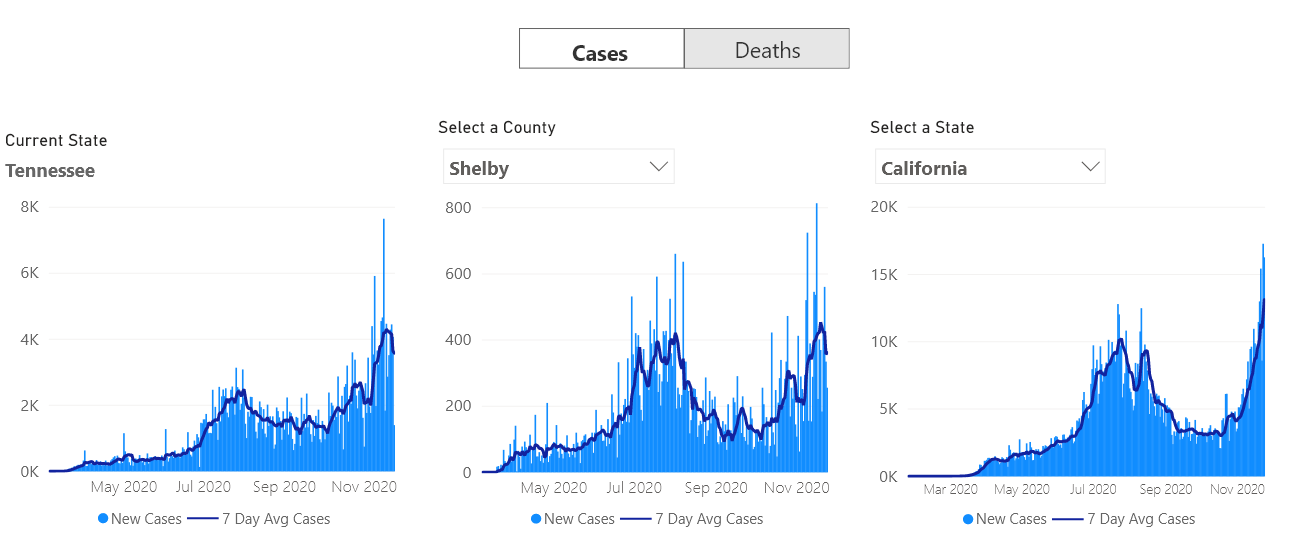 Cases Deaths
Current State
Tennessee
8K
6K
4K
2K
0K
May 2020 Jul 2020 Sep 2020 Nov 2020
New Cases 7 Day Avg Cases
Select a County
Shelby
800
600
400
200
0
May 2020 Jul 2020 Sep 2020 Nov 2020
New Cases 7 Day Avg Cases
Select a State
California
20K
15K
10K
5K
0K
Mar 2020 May 2020 Jul 2020 Sep 2020 Nov 2020
New Cases 7 Day Avg Cases